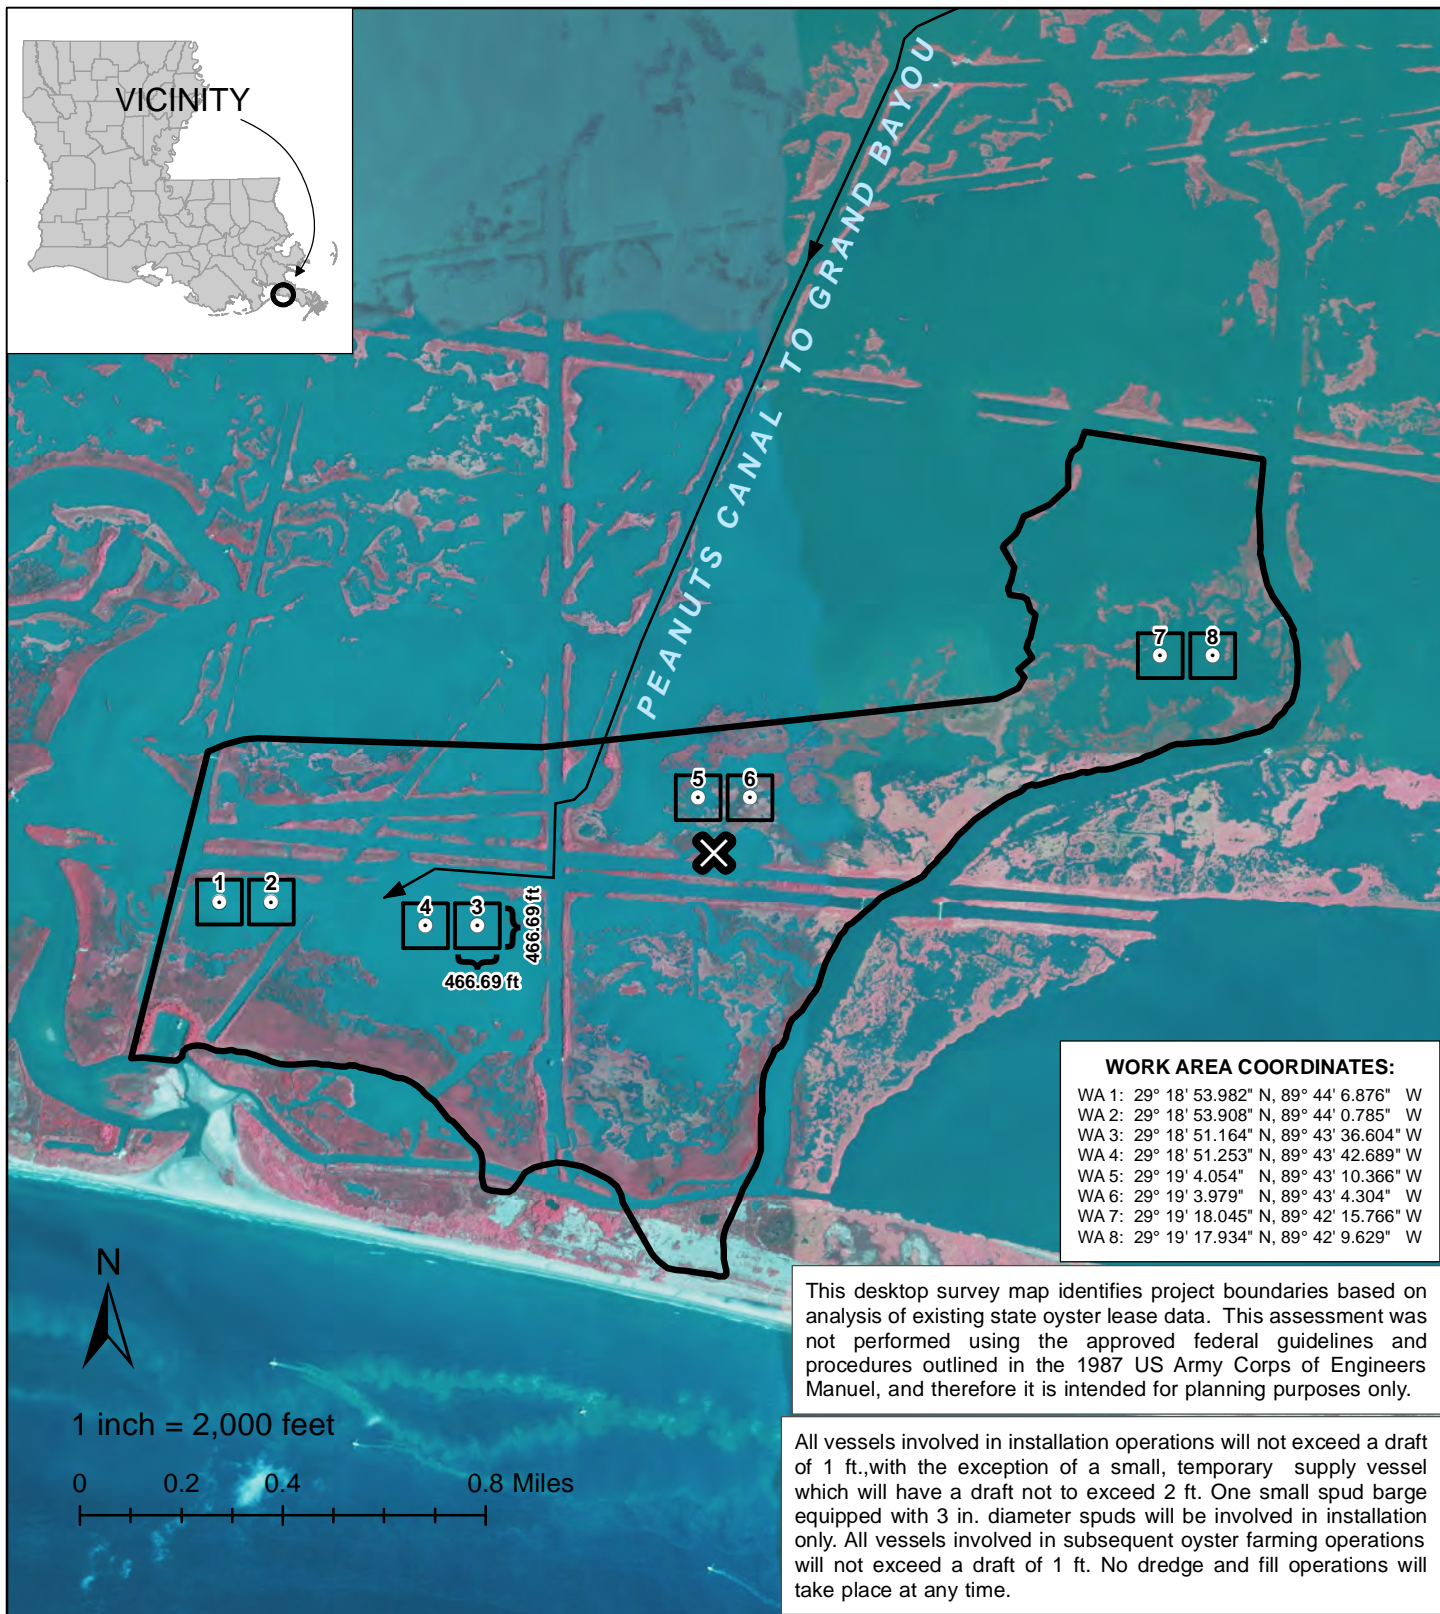 VICINITY
PEANUTS CANAL TO GRAND BAYOU
7
8
5
6
1
2
4
3
466.69 ft
466.69 ft
WORK AREA COORDINATES:
WA 1: 29° 18' 53.982" N, 89° 44' 6.876" W
WA 2: 29° 18' 53.908" N, 89° 44' 0.785" W
WA 3: 29° 18' 51.164" N, 89° 43' 36.604" W
WA 4: 29° 18' 51.253" N, 89° 43' 42.689" W
WA 5: 29° 19' 4.054" N, 89° 43' 10.366" W
WA 6: 29° 19' 3.979" N, 89° 43' 4.304" W
WA 7: 29° 19' 18.045" N, 89° 42' 15.766" W
WA 8: 29° 19' 17.934" N, 89° 42' 9.629" W
This desktop survey map identifies project boundaries based on
analysis of existing state oyster lease data. This assessment was
not performed using the approved federal guidelines and
procedures outlined in the 1987 US Army Corps of Engineers
Manuel, and therefore it is intended for planning purposes only.
N
1 inch = 2,000 feet
0 0.2 0.4 0.8 Miles
All vessels involved in installation operations will not exceed a draft
of 1 ft.,with the exception of a small, temporary supply vessel
which will have a draft not to exceed 2 ft. One small spud barge
equipped with 3 in. diameter spuds will be involved in installation
only. All vessels involved in subsequent oyster farming operations
will not exceed a draft of 1 ft. No dredge and fill operations will
take place at any time.